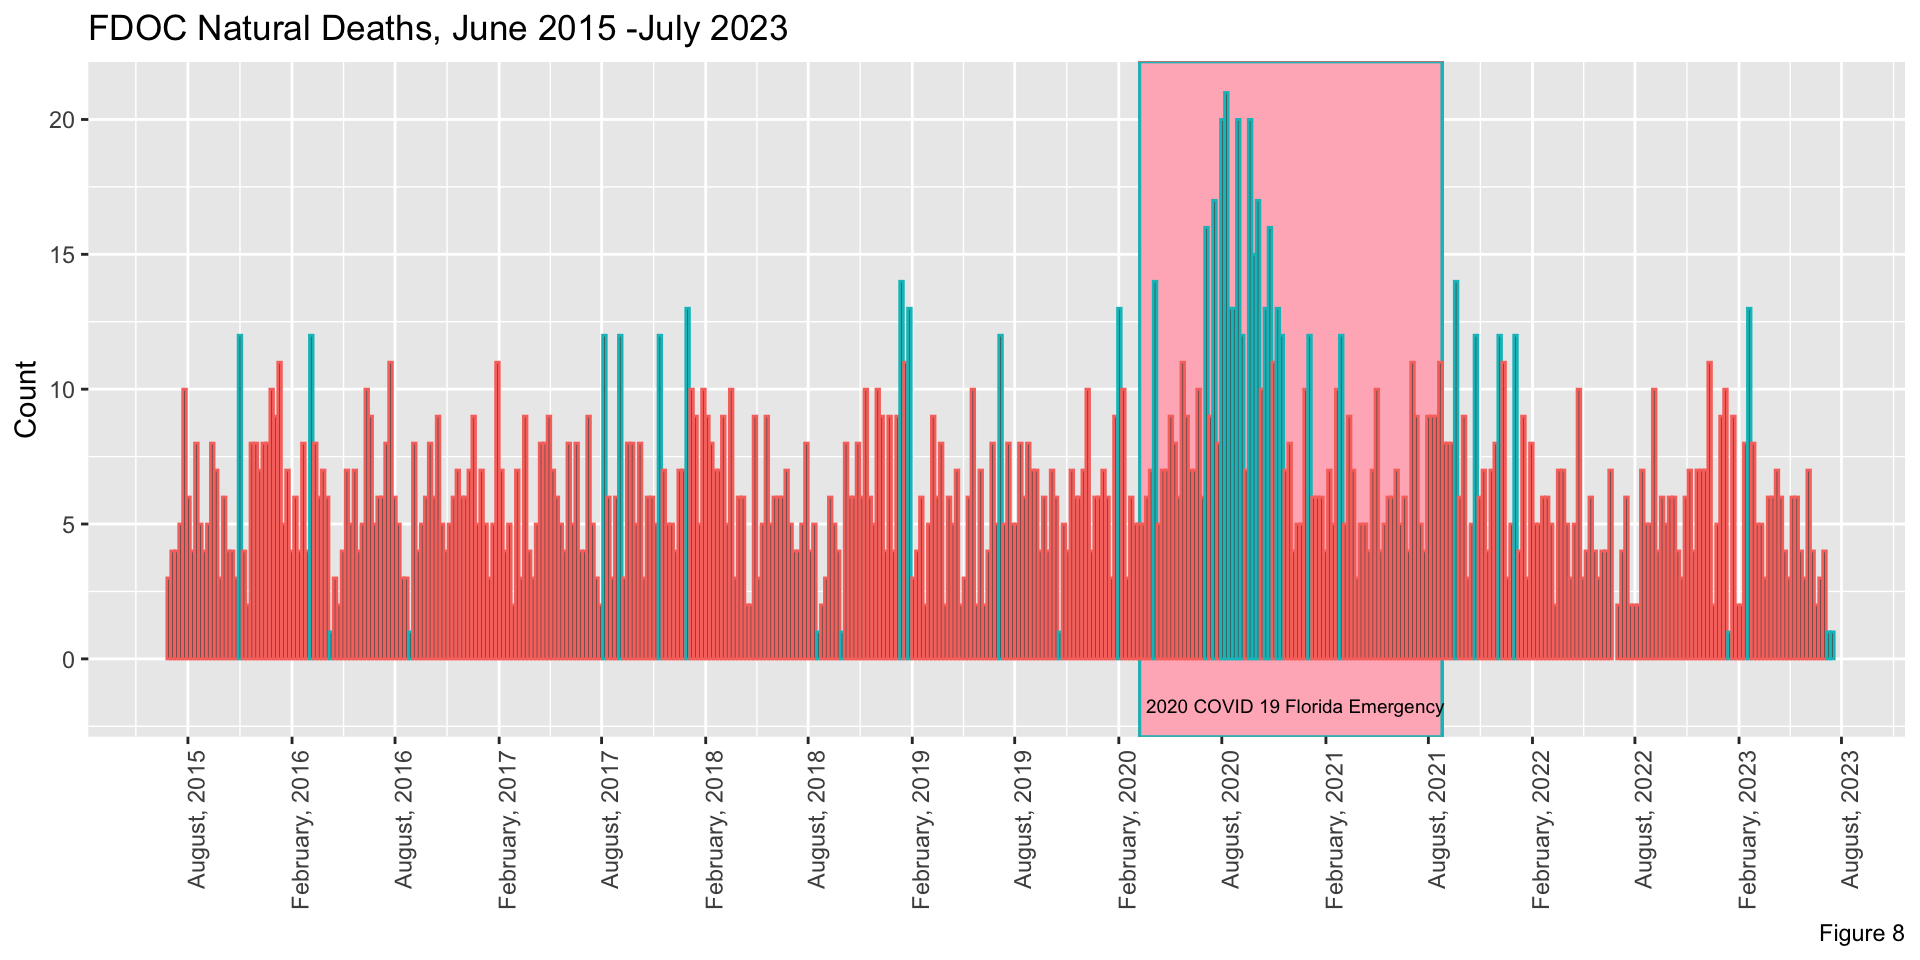 FDOC Natural Deaths, June 2015 -July 2023
Count
20
15
10
5
0
2020 COVID 19 Florida Emergency
August, 2015
February, 2016
August, 2016
February, 2017
August, 2017
February, 2018
August, 2018
February, 2019
August, 2019
February, 2020
August, 2020
February, 2021
August, 2021
February, 2022
August, 2022
February, 2023
August, 2023
Figure 8